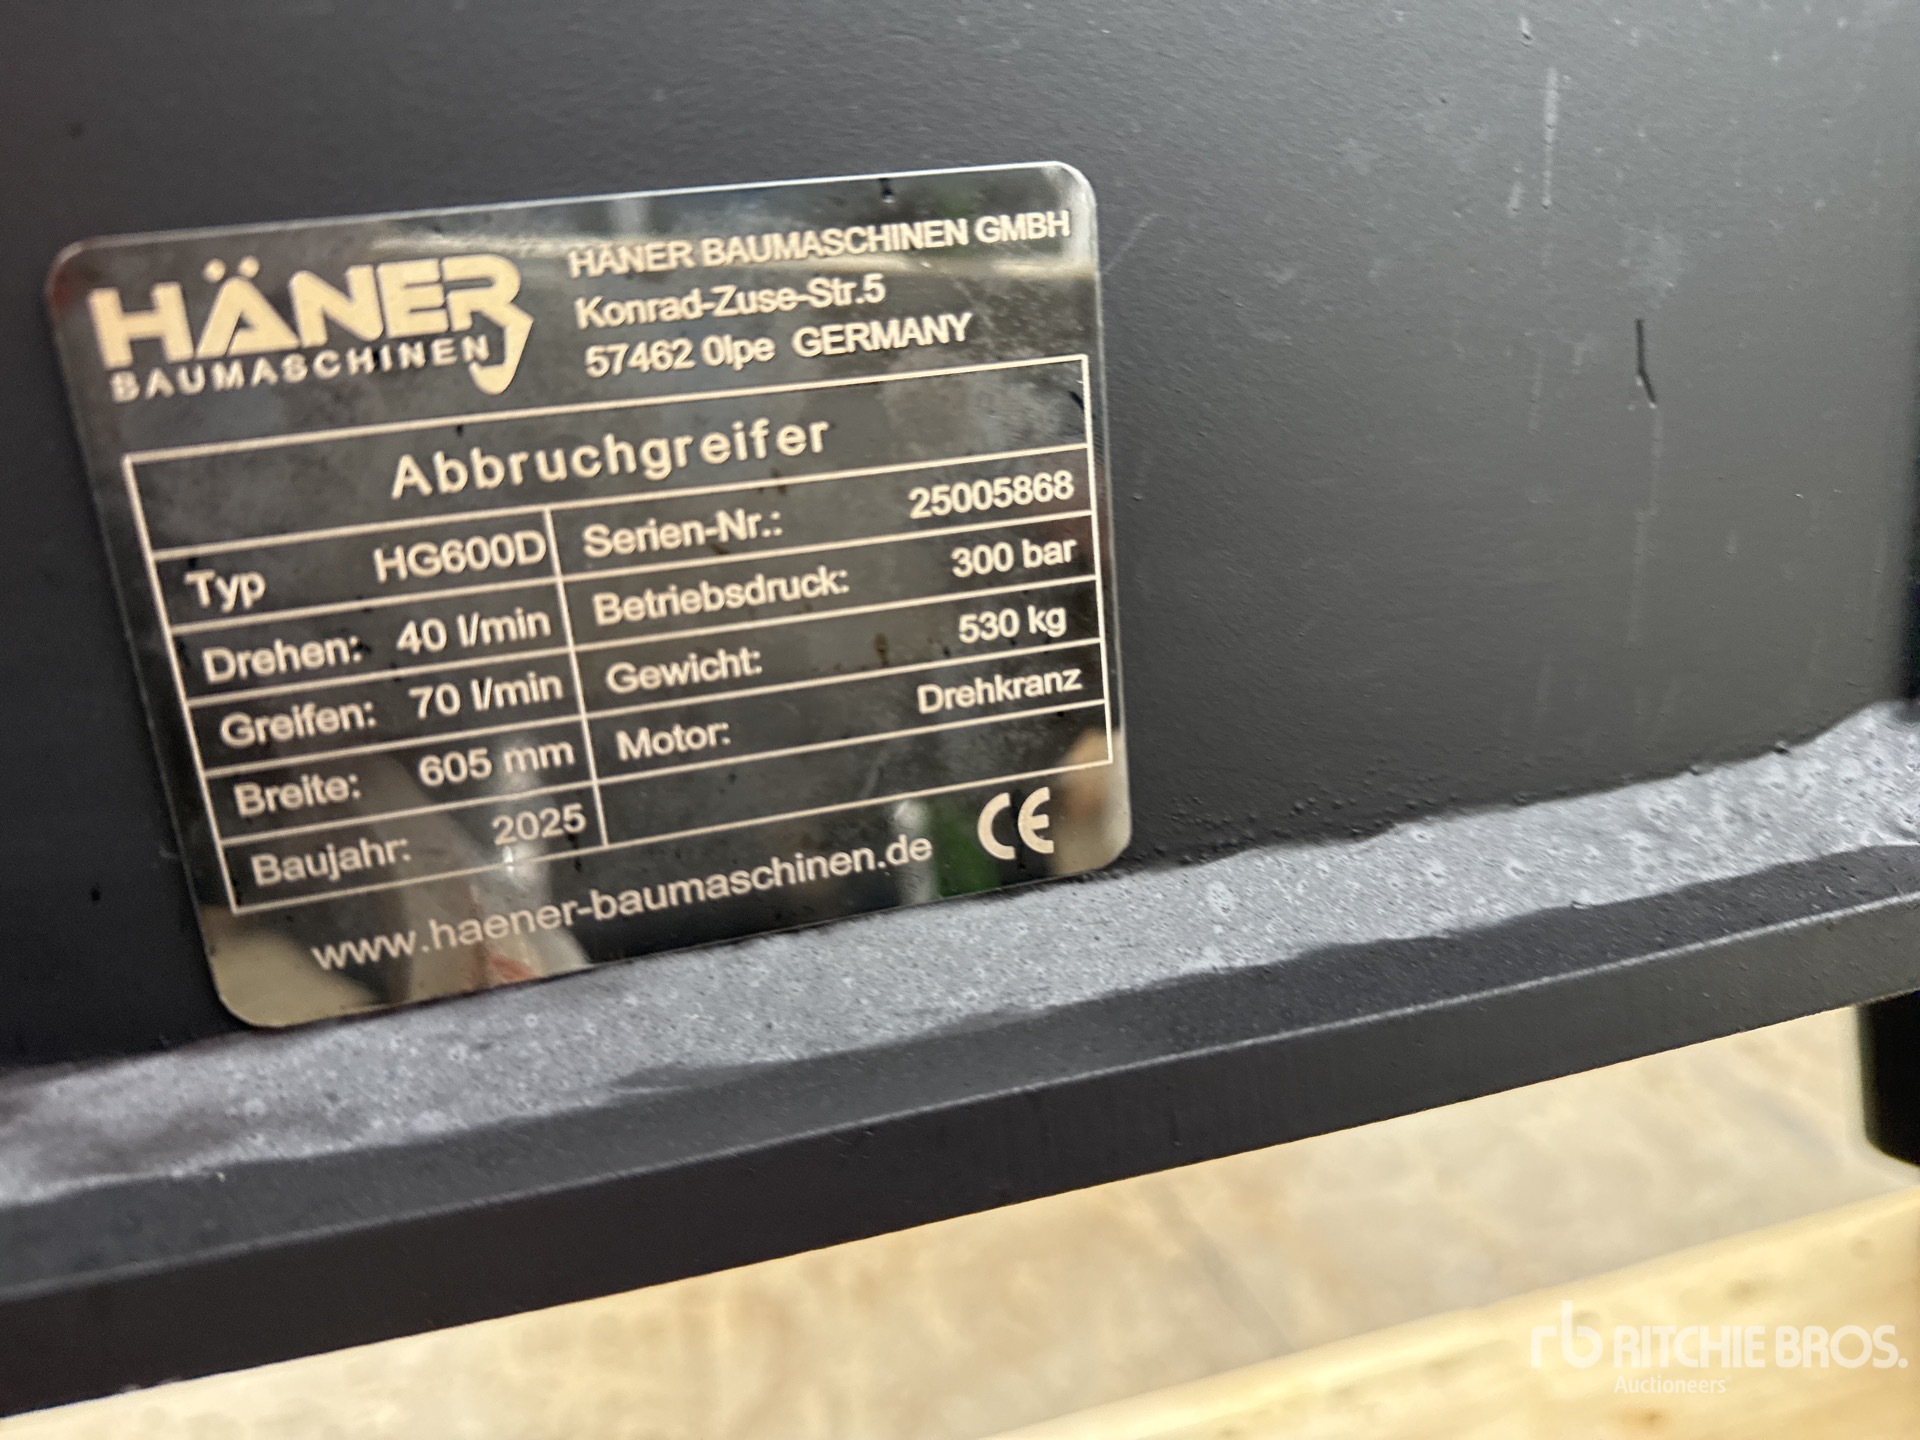 HÄNER
BAUMASCHINEN
HÄNER BAUMASCHINEN GMBH
Konrad-Zuse-Str.5
57462 Olpe GERMANY
Abbruchgreifer
Typ HG600D Serien-Nr.: 25005868
Drehen: 40 l/min Betriebsdruck: 300 bar
Greifen: 70 l/min Gewicht: 530 kg
Breite: 605 mm Motor: Drehkranz
Baujahr: 2025
www.haener-baumaschinen.de CE
rb RITCHIE BROS.
Auctioneers